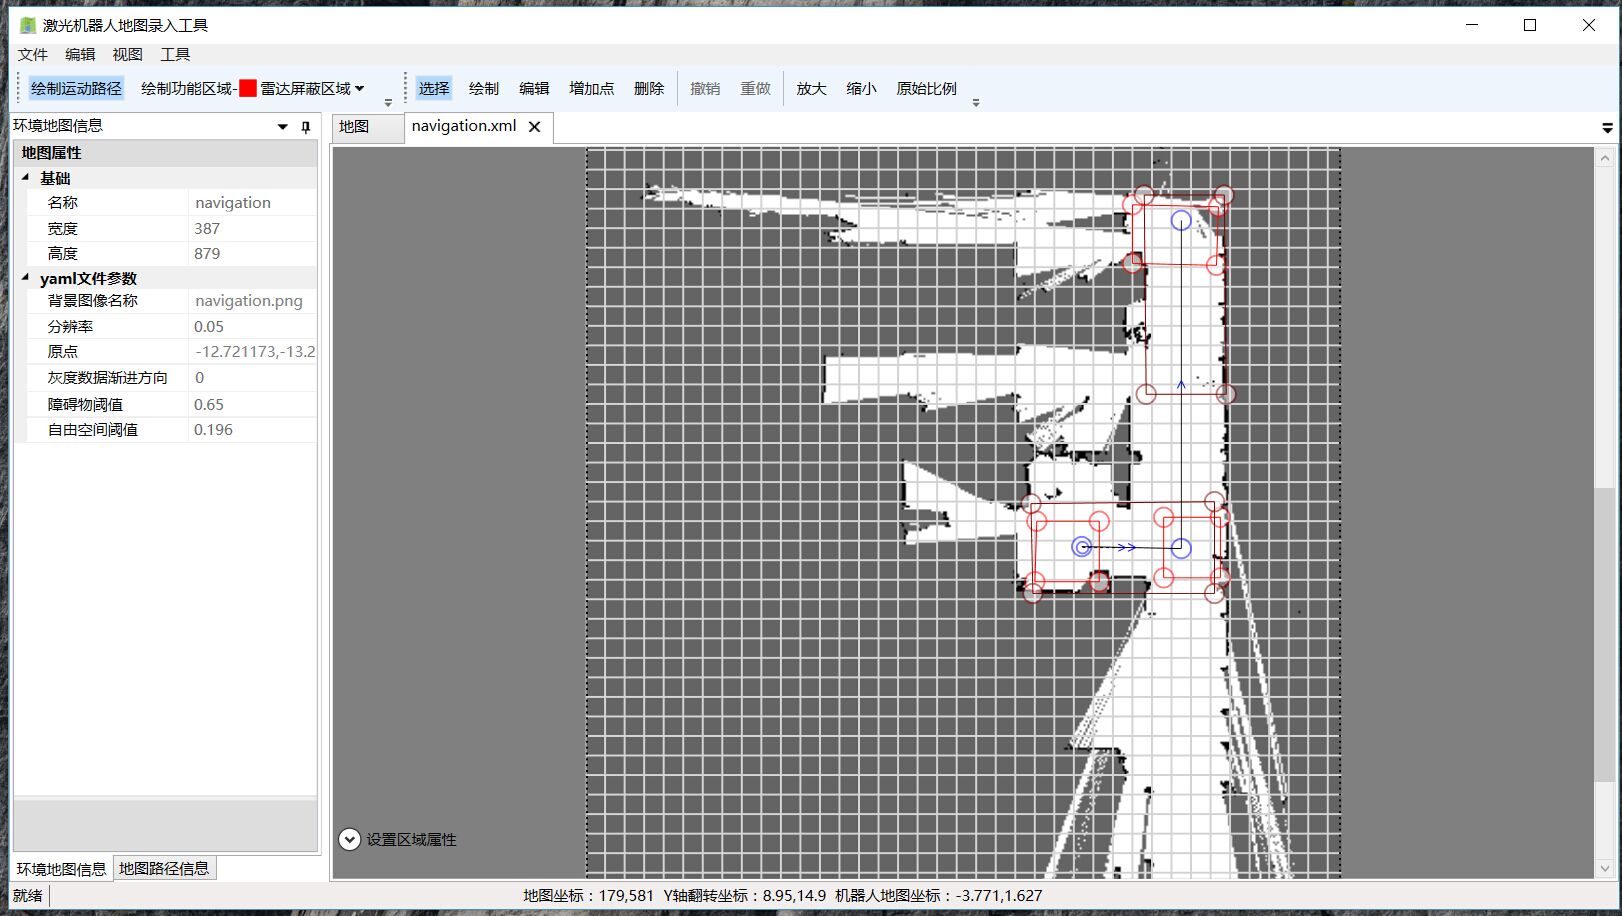 激光机器人地图录入工具
文件 编辑 视图 工具
绘制运动路径 绘制功能区域- 雷达屏蔽区域 选择 绘制 编辑 增加点 删除 撤销 重做 放大 缩小 原始比例
环境地图信息
地图 navigation.xml
地图属性
基础
名称 navigation
宽度 387
高度 879
yaml文件参数
背景图像名称 navigation.png
分辨率 0.05
原点 -12.721173,-13.2
灰度数据渐进方向 0
障碍物阈值 0.65
自由空间阈值 0.196
设置区域属性
环境地图信息 地图路径信息
就绪 地图坐标：179,581 Y轴翻转坐标：8.95,14.9 机器人地图坐标：-3.771,1.627